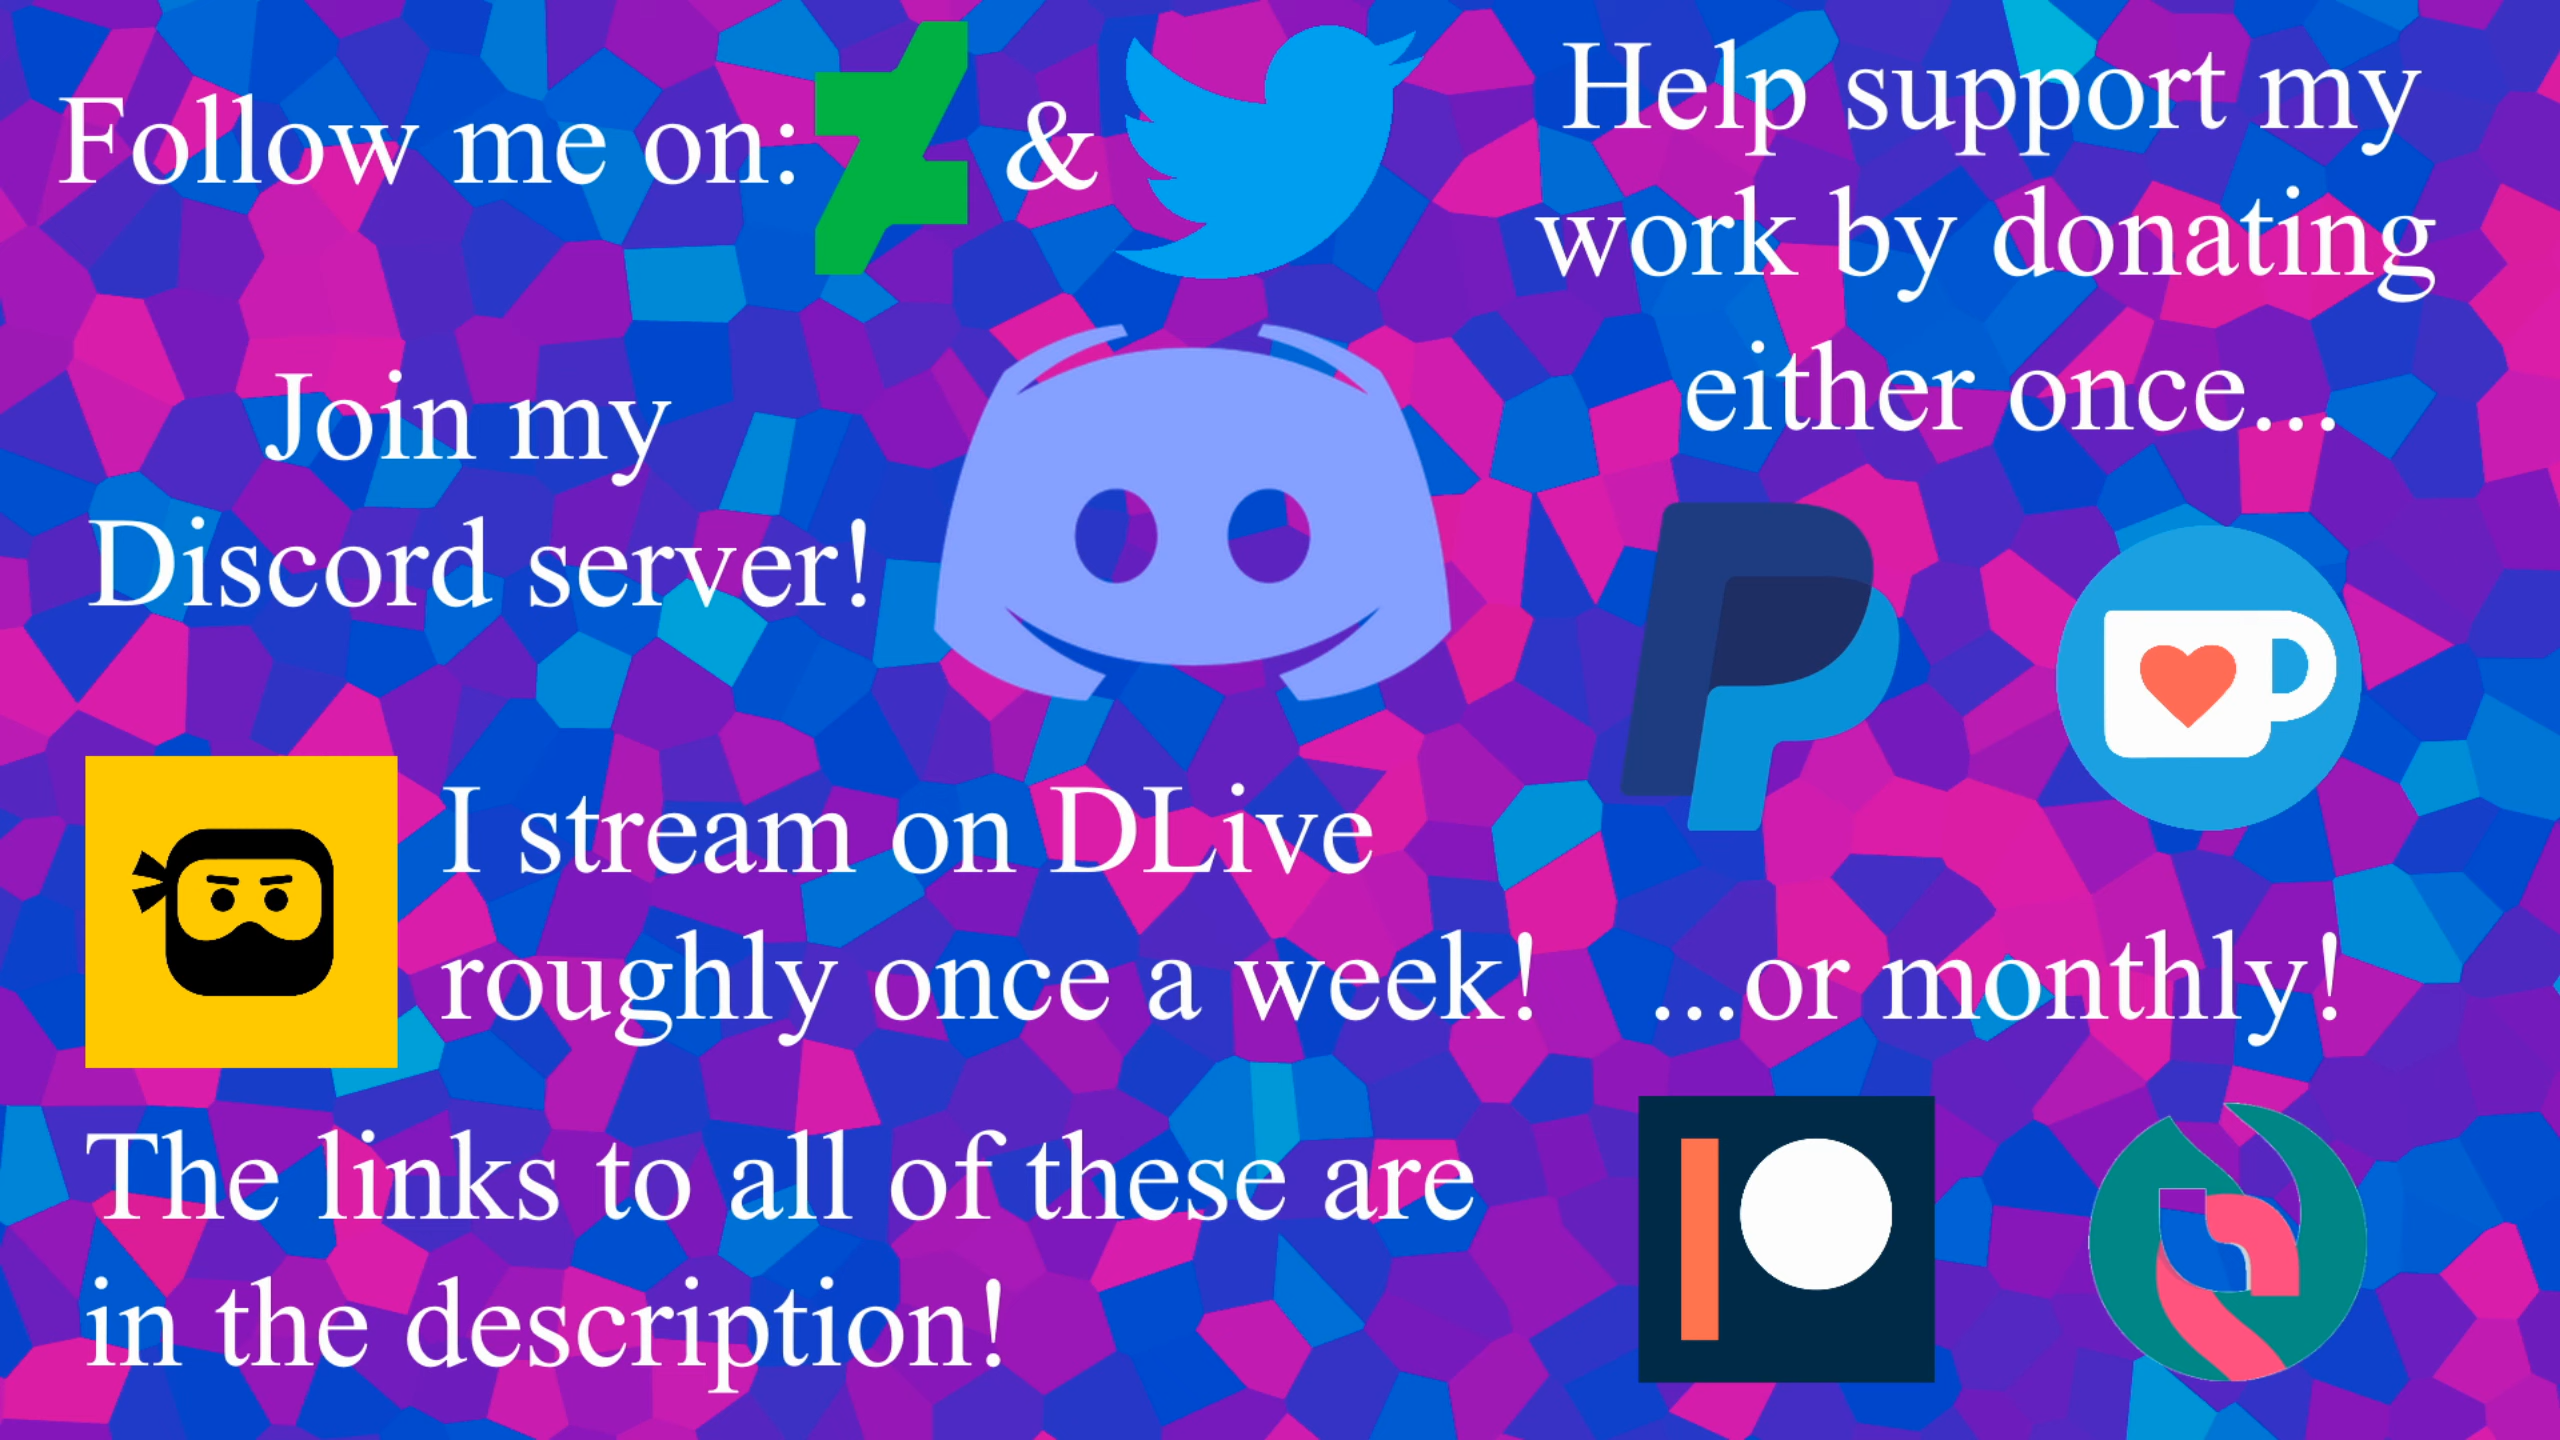 Follow me on: &
Join my
Discord server!
I stream on DLive
roughly once a week!
The links to all of these are
in the description!
Help support my
work by donating
either once...
...or monthly!